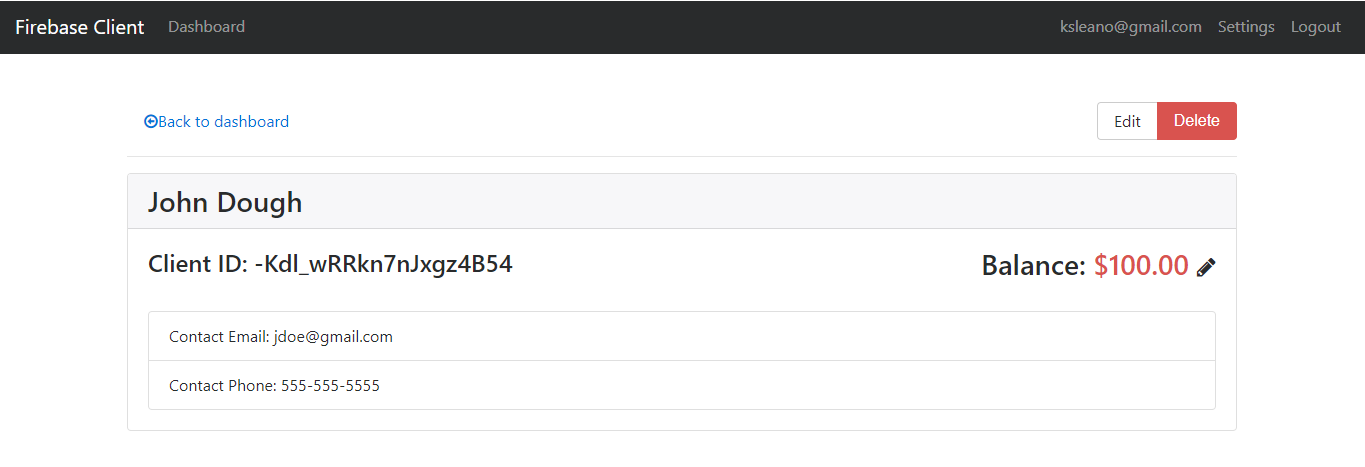 Firebase Client Dashboard ksleano@gmail.com Settings Logout
Back to dashboard Edit Delete
John Dough
Client ID: -Kdl_wRRkn7nJxgz4B54 Balance: $100.00
Contact Email: jdoe@gmail.com
Contact Phone: 555-555-5555